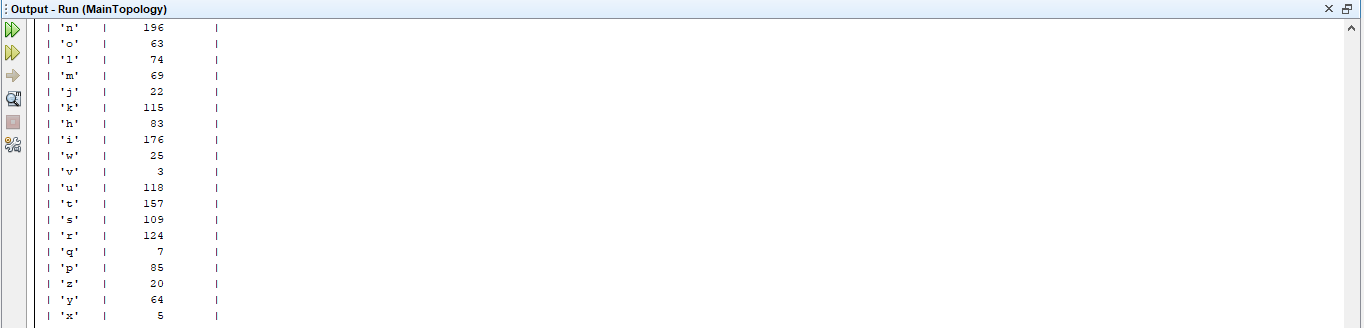 Output - Run (MainTopology)
| 'n' | 196 |
| 'o' | 63 |
| 'l' | 74 |
| 'm' | 69 |
| 'j' | 22 |
| 'k' | 115 |
| 'h' | 83 |
| 'i' | 176 |
| 'w' | 25 |
| 'v' | 3 |
| 'u' | 118 |
| 't' | 157 |
| 's' | 109 |
| 'r' | 124 |
| 'q' | 7 |
| 'p' | 85 |
| 'z' | 20 |
| 'y' | 64 |
| 'x' | 5 |